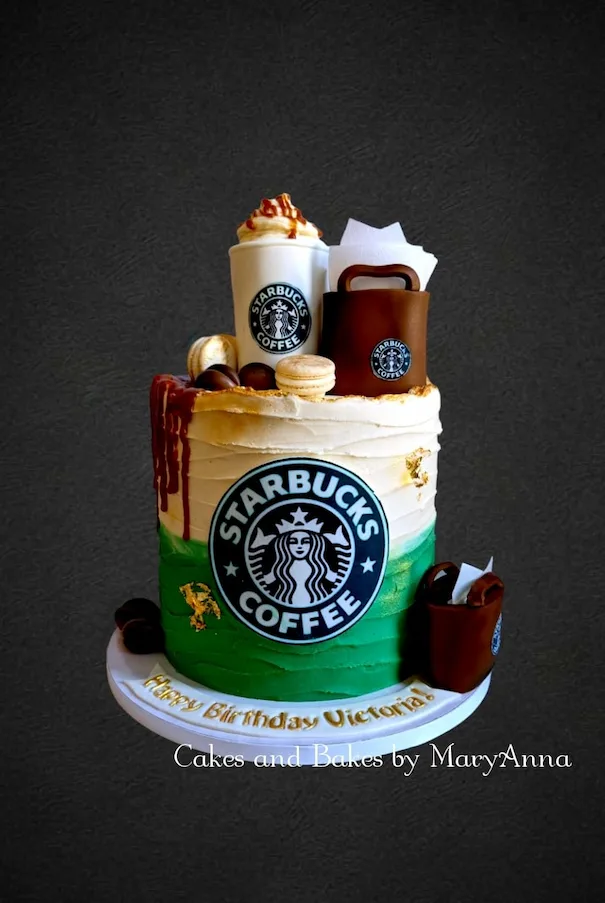 STARBUCKS
COFFEE
STARBUCKS
COFFEE
STARBUCKS
COFFEE
Happy Birthday Victoria!
Cakes and Bakes by MaryAnna